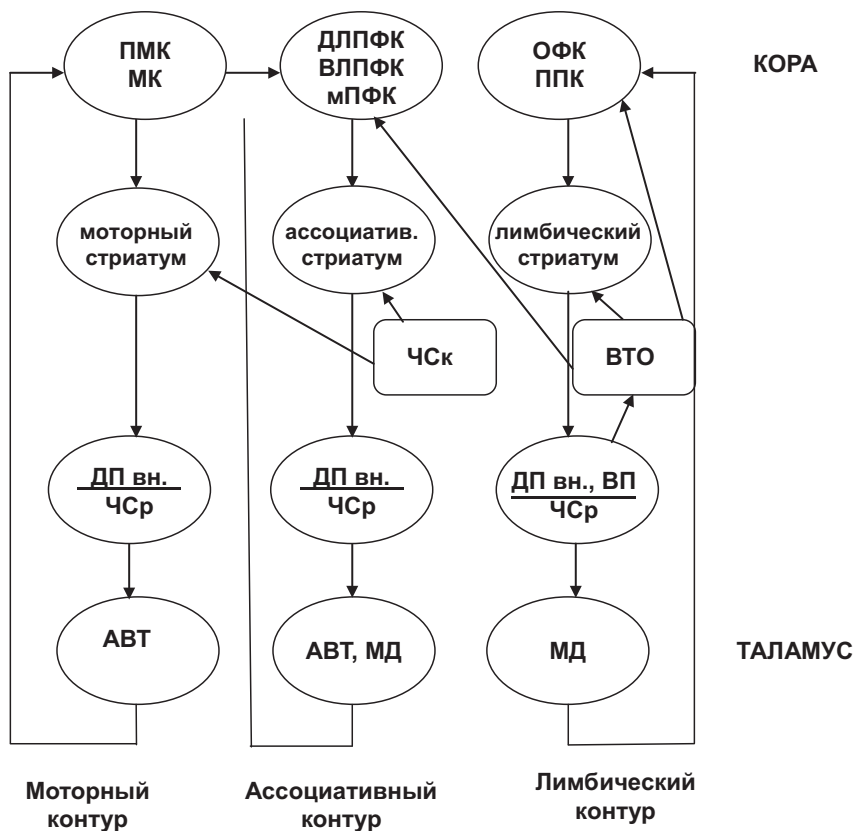 ПМК
МК
ДЛПФК
ВЛПФК
мПФК
ОФК
ППК
КОРА
моторный
стриатум
ассоциатив.
стриатум
лимбический
стриатум
ЧСк
ВТО
ДП вн.
ЧСр
ДП вн.
ЧСр
ДП вн., ВП
ЧСр
АВТ
АВТ, МД
МД
ТАЛАМУС
Моторный
контур
Ассоциативный
контур
Лимбический
контур